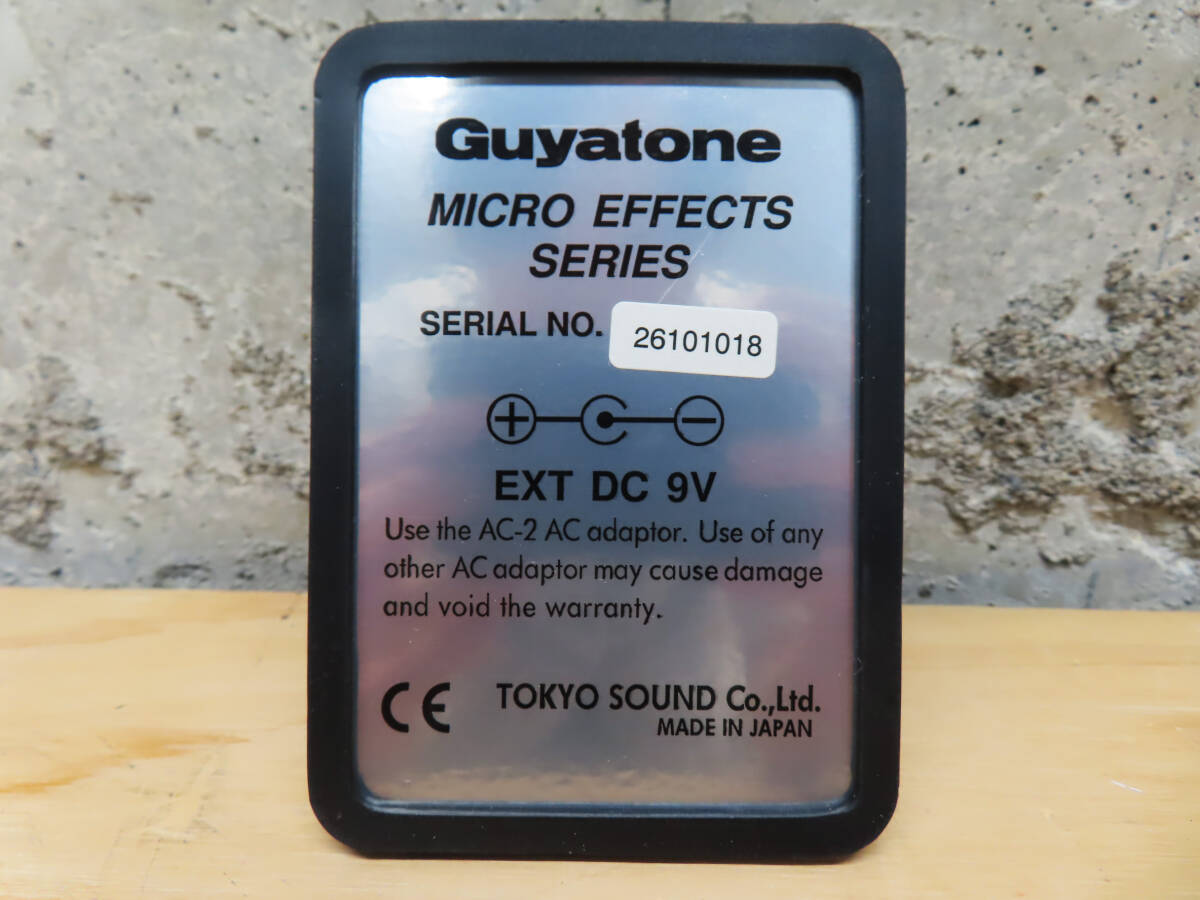 Guyatone
MICRO EFFECTS
SERIES
SERIAL NO. 26101018
EXT DC 9V
Use the AC-2 AC adaptor. Use of any
other AC adaptor may cause damage
and void the warranty.
CE TOKYO SOUND Co.,Ltd.
MADE IN JAPAN